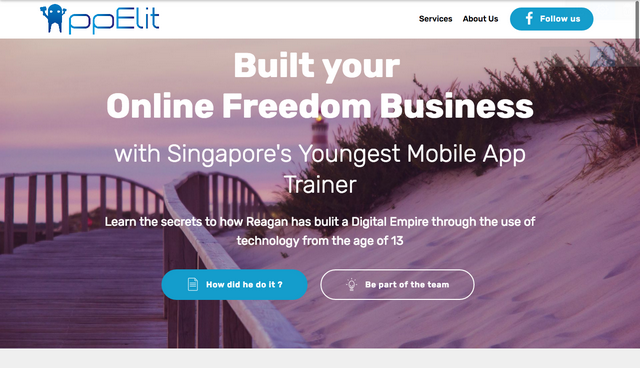 ppElit
Services
About Us
Follow us
Built your
Online Freedom Business
with Singapore's Youngest Mobile App
Trainer
Learn the secrets to how Reagan has bulit a Digital Empire through the use of
technology from the age of 13
How did he do it ?
Be part of the team